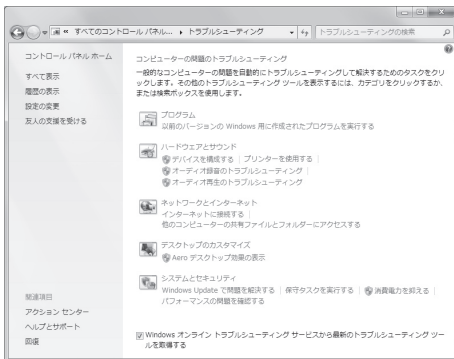 « すべてのコントロール パネル... ▸ トラブルシューティング
トラブルシューティングの検索
コントロール パネル ホーム
すべて表示
履歴の表示
設定の変更
友人の支援を受ける
コンピューターの問題のトラブルシューティング
一般的なコンピューターの問題を自動的にトラブルシューティングして解決するためのタスクをクリ
ックします。その他のトラブルシューティング ツールを表示するには、カテゴリをクリックするか、
または検索ボックスを使用します。
プログラム
以前のバージョンの Windows 用に作成されたプログラムを実行する
ハードウェアとサウンド
デバイスを構成する | プリンターを使用する |
オーディオ録音のトラブルシューティング |
オーディオ再生のトラブルシューティング
ネットワークとインターネット
インターネットに接続する |
他のコンピューターの共有ファイルとフォルダーにアクセスする
デスクトップのカスタマイズ
Aero デスクトップ効果の表示
システムとセキュリティ
Windows Update で問題を解決する | 保守タスクを実行する | 消費電力を抑える |
パフォーマンスの問題を確認する
関連項目
アクション センター
ヘルプとサポート
回復
Windows オンライン トラブルシューティング サービスから最新のトラブルシューティング ツー
ルを取得する